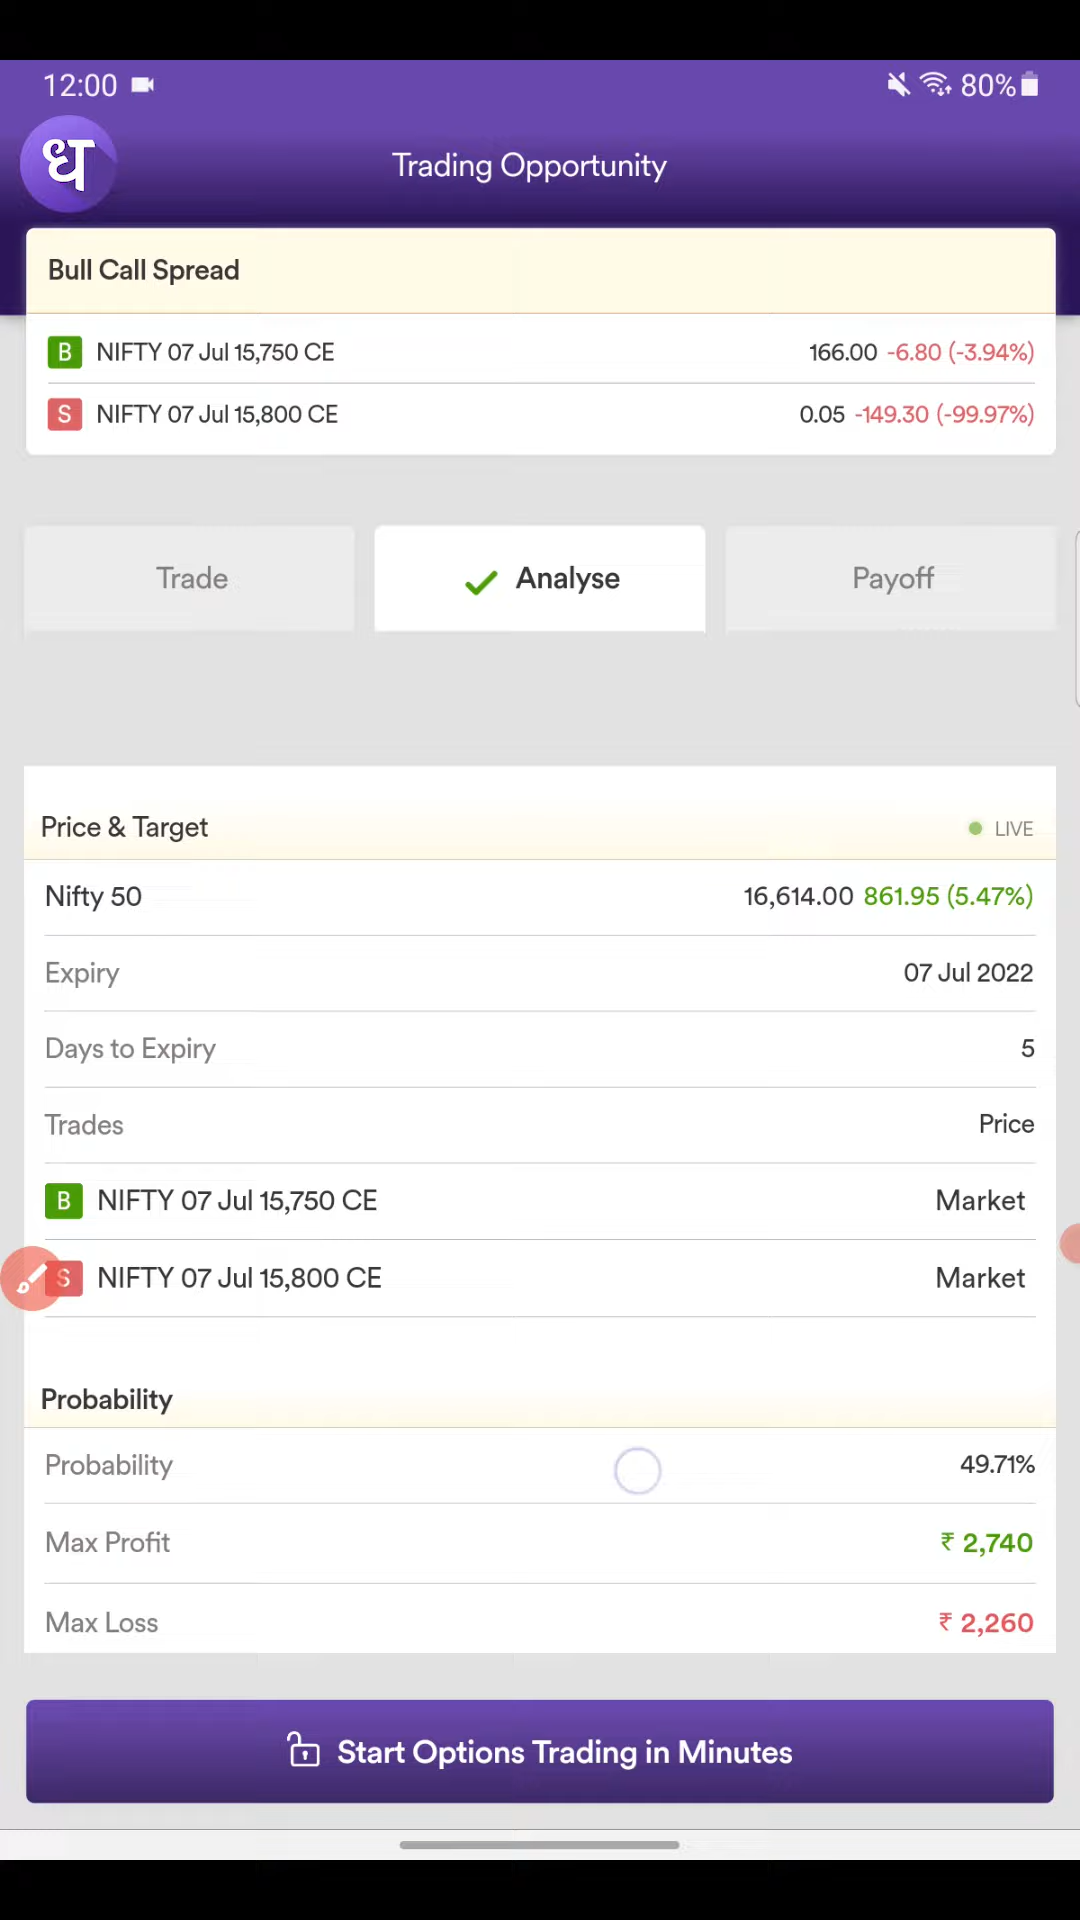 12:00 80%
ध
Trading Opportunity
Bull Call Spread
B NIFTY 07 Jul 15,750 CE 166.00 -6.80 (-3.94%)
S NIFTY 07 Jul 15,800 CE 0.05 -149.30 (-99.97%)
Trade Analyse Payoff
Price & Target LIVE
Nifty 50 16,614.00 861.95 (5.47%)
Expiry 07 Jul 2022
Days to Expiry 5
Trades Price
B NIFTY 07 Jul 15,750 CE Market
S NIFTY 07 Jul 15,800 CE Market
Probability
Probability 49.71%
Max Profit ₹ 2,740
Max Loss ₹ 2,260
Start Options Trading in Minutes